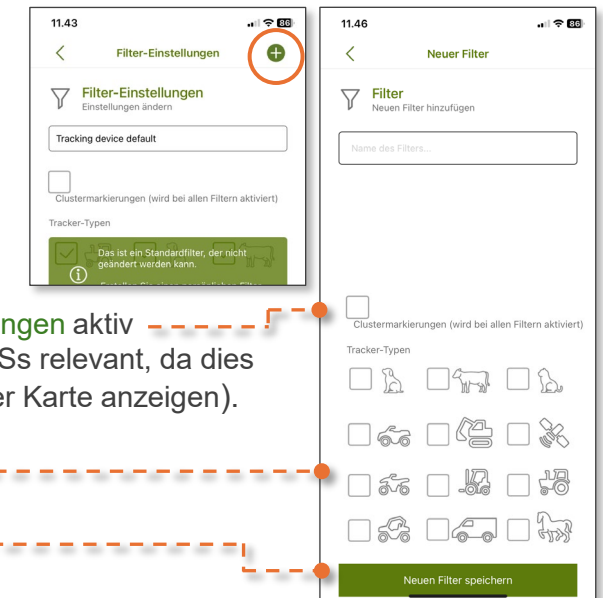 11.43
86
Filter-Einstellungen
Filter-Einstellungen
Einstellungen ändern
Tracking device default
Clustermarkierungen (wird bei allen Filtern aktiviert)
Tracker-Typen
Das ist ein Standardfilter, der nicht
geändert werden kann.
ngen aktiv
Ss relevant, da dies
er Karte anzeigen).
11.46
86
Neuer Filter
Filter
Neuen Filter hinzufügen
Name des Filters...
Clustermarkierungen (wird bei allen Filtern aktiviert)
Tracker-Typen
Neuen Filter speichern